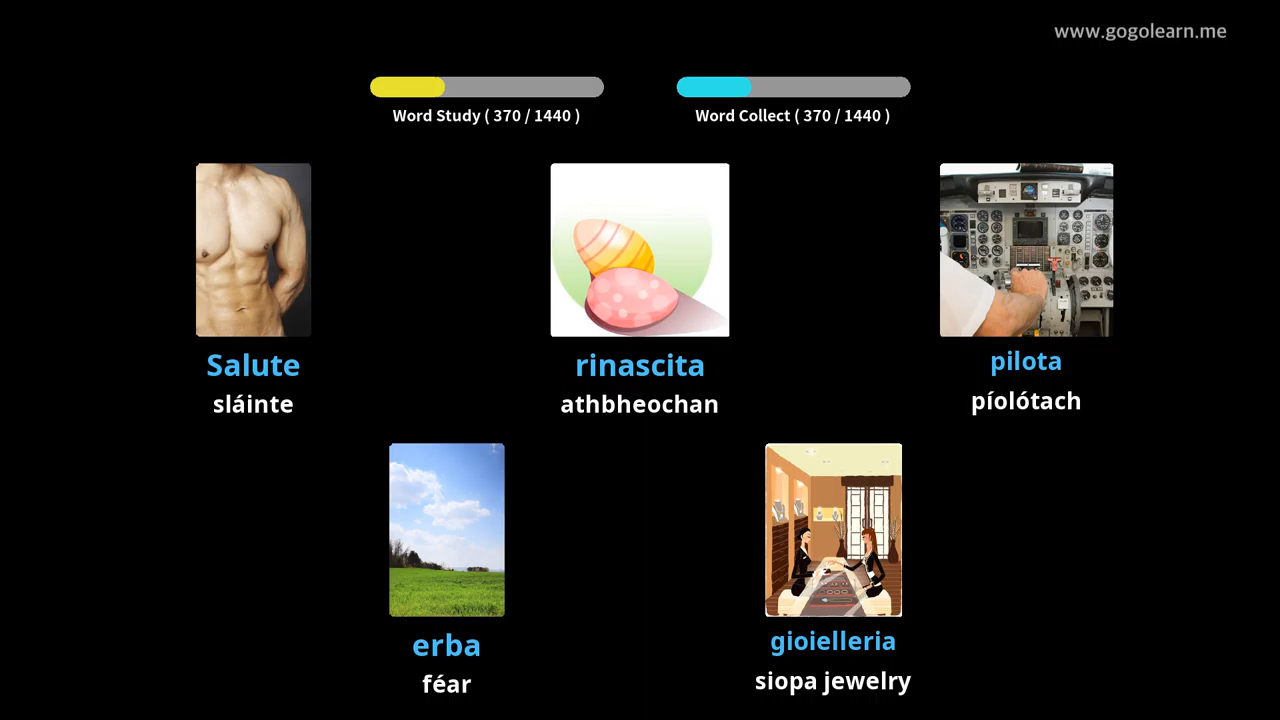 www.gogolearn.me
Word Study ( 370 / 1440 )
Word Collect ( 370 / 1440 )
Salute
sláinte
rinascita
athbheochan
pilota
píolótach
erba
féar
gioielleria
siopa jewelry